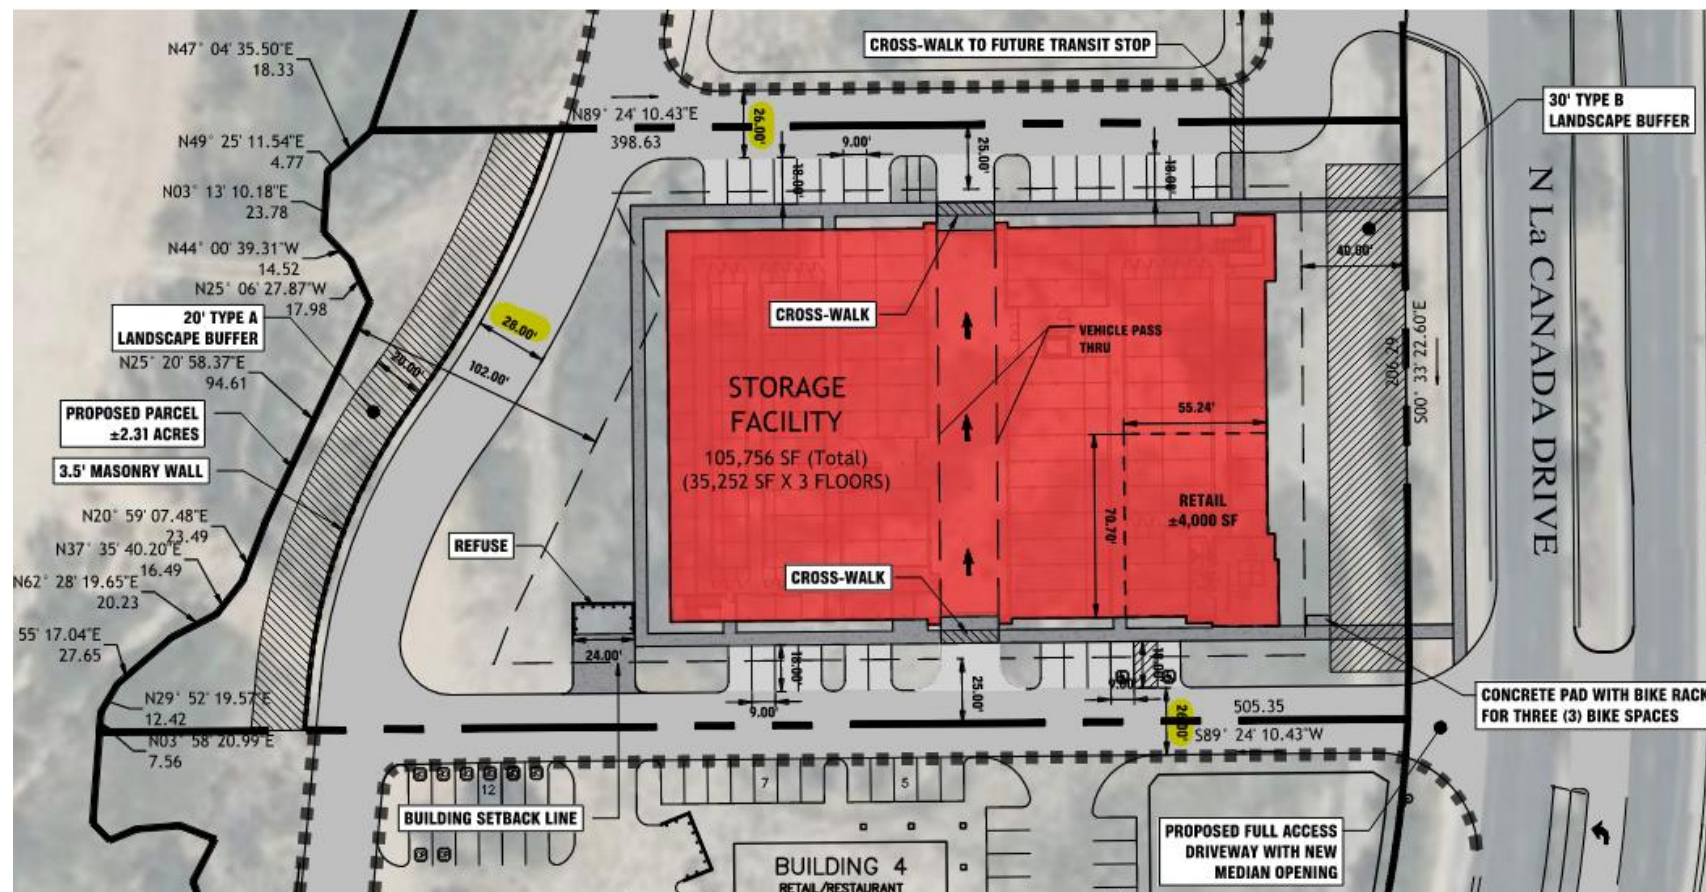 N47° 04' 35.50"E
18.33
CROSS-WALK TO FUTURE TRANSIT STOP
30' TYPE B
LANDSCAPE BUFFER
N89° 24' 10.43"E
398.63
26.00'
9.00'
25.00'
18.00'
18.00'
N49° 25' 11.54"E
4.77
N03° 13' 10.18"E
23.78
N44° 00' 39.31"W
14.52
N25° 06' 27.87"W
17.98
20' TYPE A
LANDSCAPE BUFFER
N25° 20' 58.37"E
94.61
PROPOSED PARCEL
±2.31 ACRES
3.5' MASONRY WALL
N20° 59' 07.48"E
23.49
N37° 35' 40.20"E
16.49
N62° 28' 19.65"E
20.23
55' 17.04"E
27.65
N29° 52' 19.57"E
12.42
N03° 58' 20.99"E
7.56
28.00'
20.00'
102.00'
CROSS-WALK
VEHICLE PASS
THRU
STORAGE
FACILITY
105,756 SF (Total)
(35,252 SF X 3 FLOORS)
55.24'
70.70'
RETAIL
±4,000 SF
CROSS-WALK
40.00'
206.29
S00° 33' 22.60"E
N La CANADA DRIVE
REFUSE
24.00'
18.00'
9.00'
25.00'
9.00'
18.00'
26.00'
505.35
S89° 24' 10.43"W
CONCRETE PAD WITH BIKE RACK
FOR THREE (3) BIKE SPACES
12
7
5
BUILDING SETBACK LINE
BUILDING 4
RETAIL/RESTAURANT
PROPOSED FULL ACCESS
DRIVEWAY WITH NEW
MEDIAN OPENING